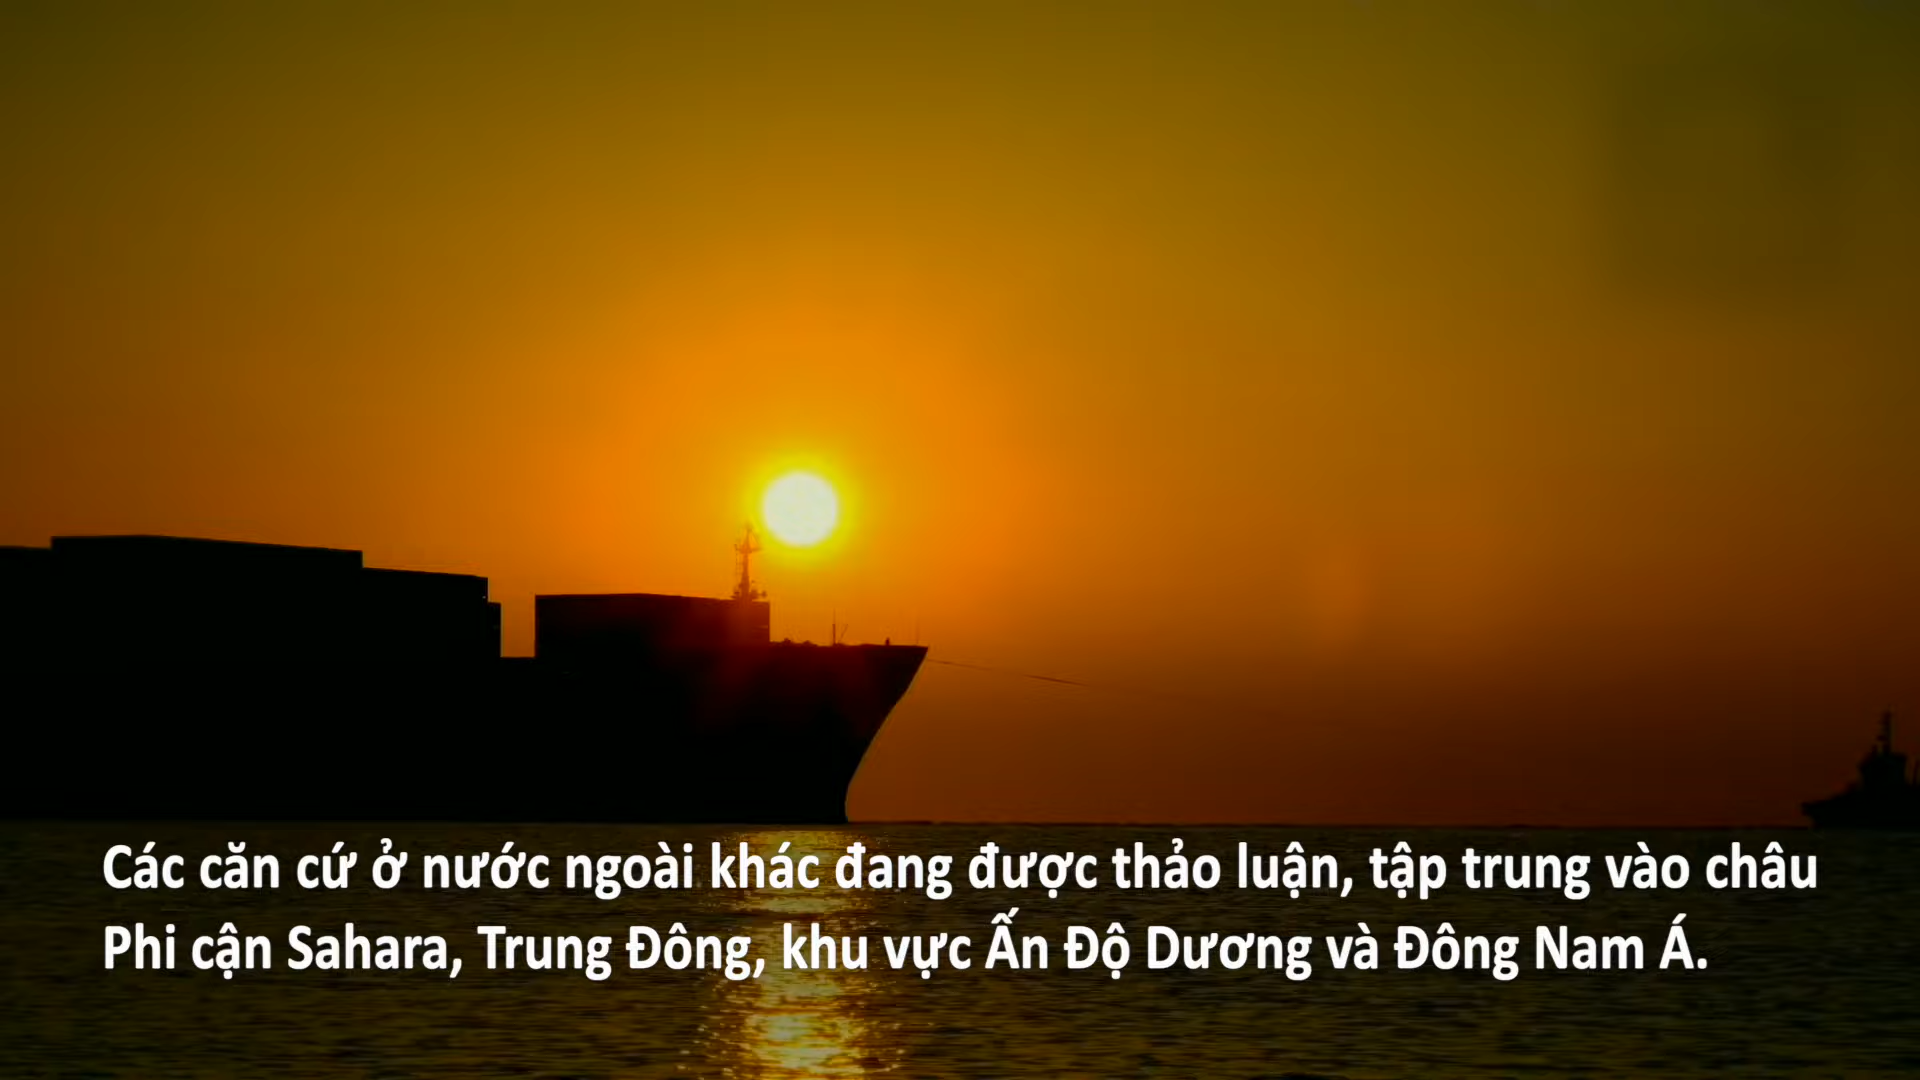 Các căn cứ ở nước ngoài khác đang được thảo luận, tập trung vào châu
Phi cận Sahara, Trung Đông, khu vực Ấn Độ Dương và Đông Nam Á.